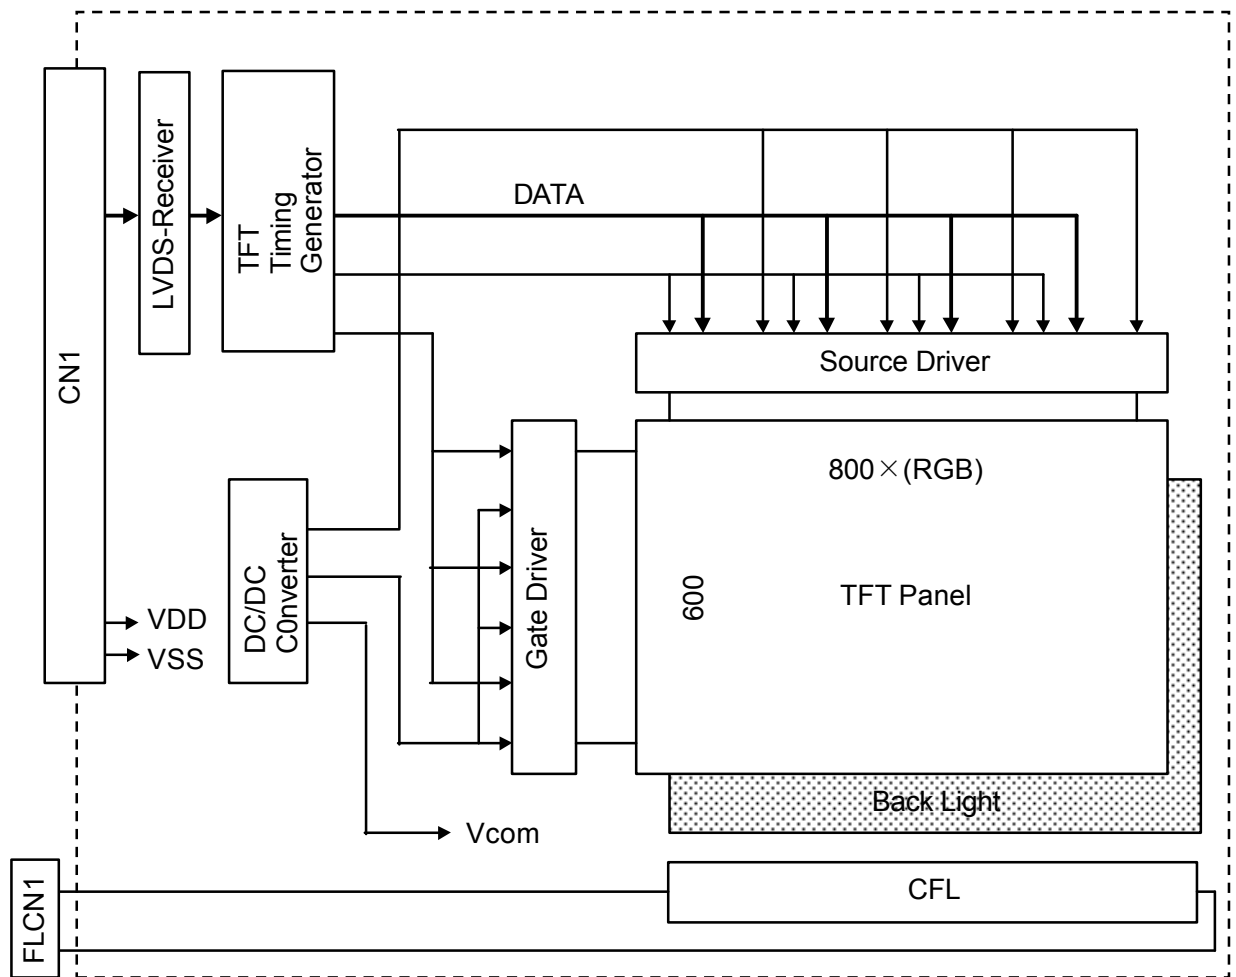 CN1
LVDS-Receiver
TFT
Timing
Generator
DATA
Source Driver
800×(RGB)
600
TFT Panel
Gate Driver
DC/DC
C0nverter
VDD
VSS
Back Light
Vcom
CFL
FLCN1